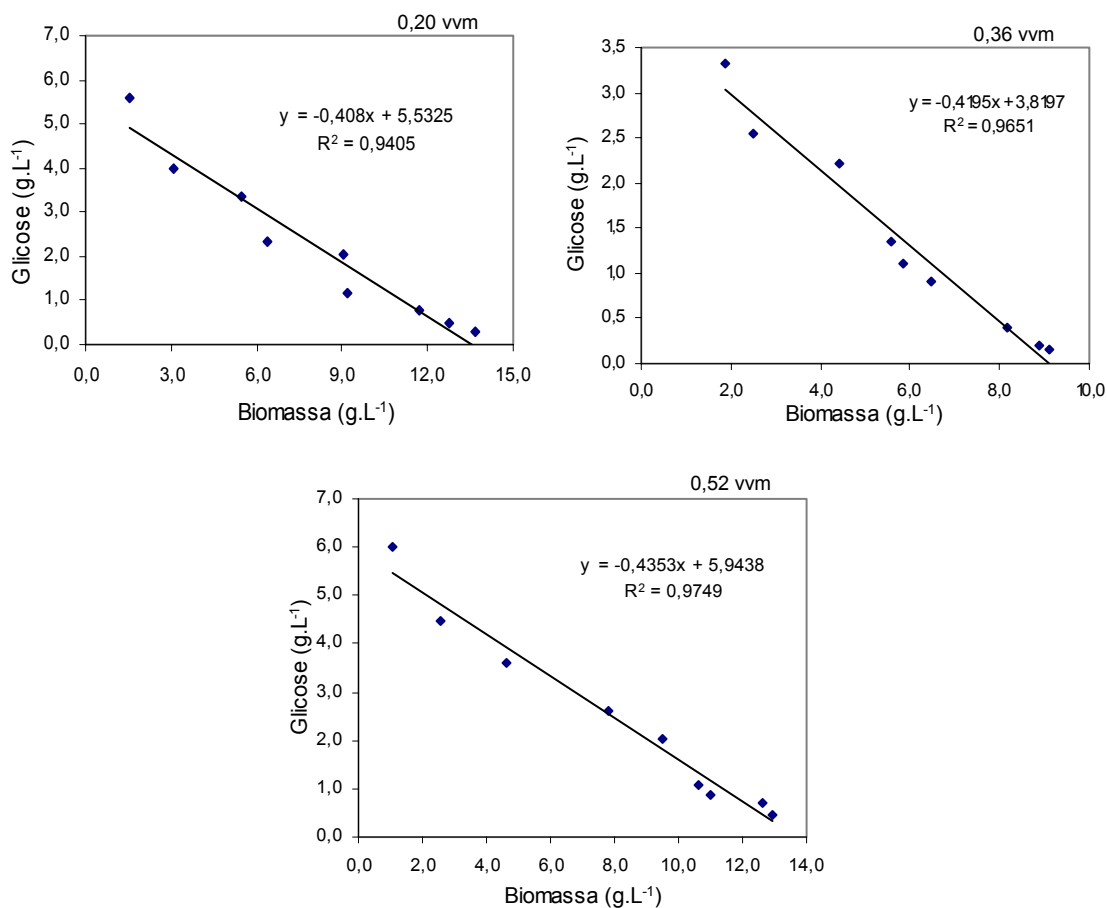 0,20 vvm
7,0
6,0
5,0
4,0
3,0
2,0
1,0
0,0
Glicose (g.L-1)
y = -0,408x + 5,5325
R2 = 0,9405
0,0 3,0 6,0 9,0 12,0 15,0
Biomassa (g.L-1)
0,36 vvm
3,5
3,0
2,5
2,0
1,5
1,0
0,5
0,0
Glicose (g.L-1)
y = -0,4195x + 3,8197
R2 = 0,9651
0,0 2,0 4,0 6,0 8,0 10,0
Biomassa (g.L-1)
0,52 vvm
7,0
6,0
5,0
4,0
3,0
2,0
1,0
0,0
Glicose (g.L-1)
y = -0,4353x + 5,9438
R2 = 0,9749
0,0 2,0 4,0 6,0 8,0 10,0 12,0 14,0
Biomassa (g.L-1)